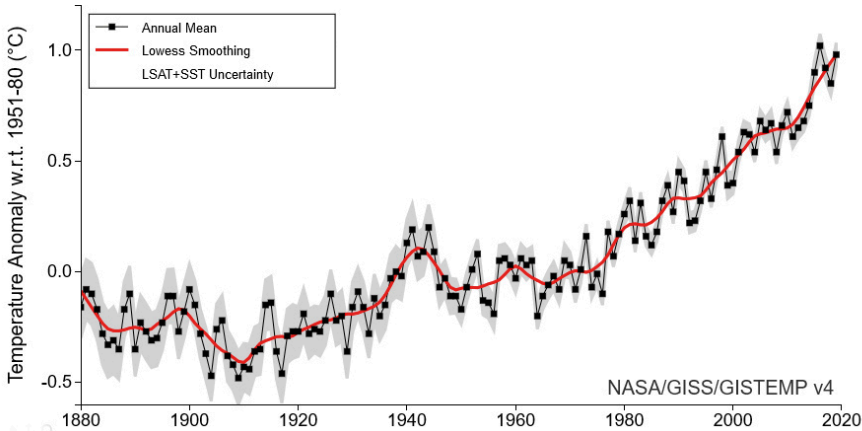 Annual Mean
Lowess Smoothing
LSAT+SST Uncertainty
Temperature Anomaly w.r.t. 1951-80 (°C)
1.0
0.5
0.0
-0.5
NASA/GISS/GISTEMP v4
1880 1900 1920 1940 1960 1980 2000 2020